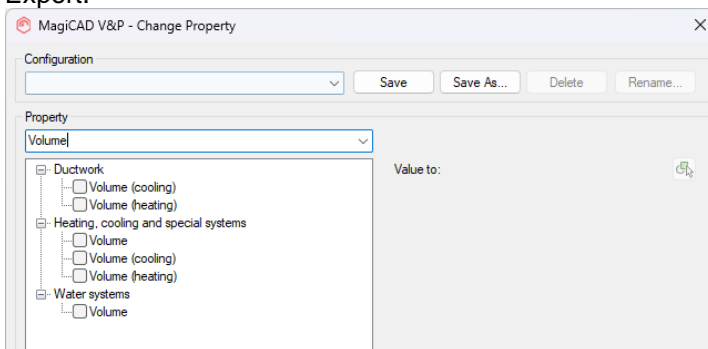 Export.
MagiCAD V&P - Change Property
Configuration
Save Save As... Delete Rename...
Property
Volume
Ductwork Value to:
Volume (cooling)
Volume (heating)
Heating, cooling and special systems
Volume
Volume (cooling)
Volume (heating)
Water systems
Volume